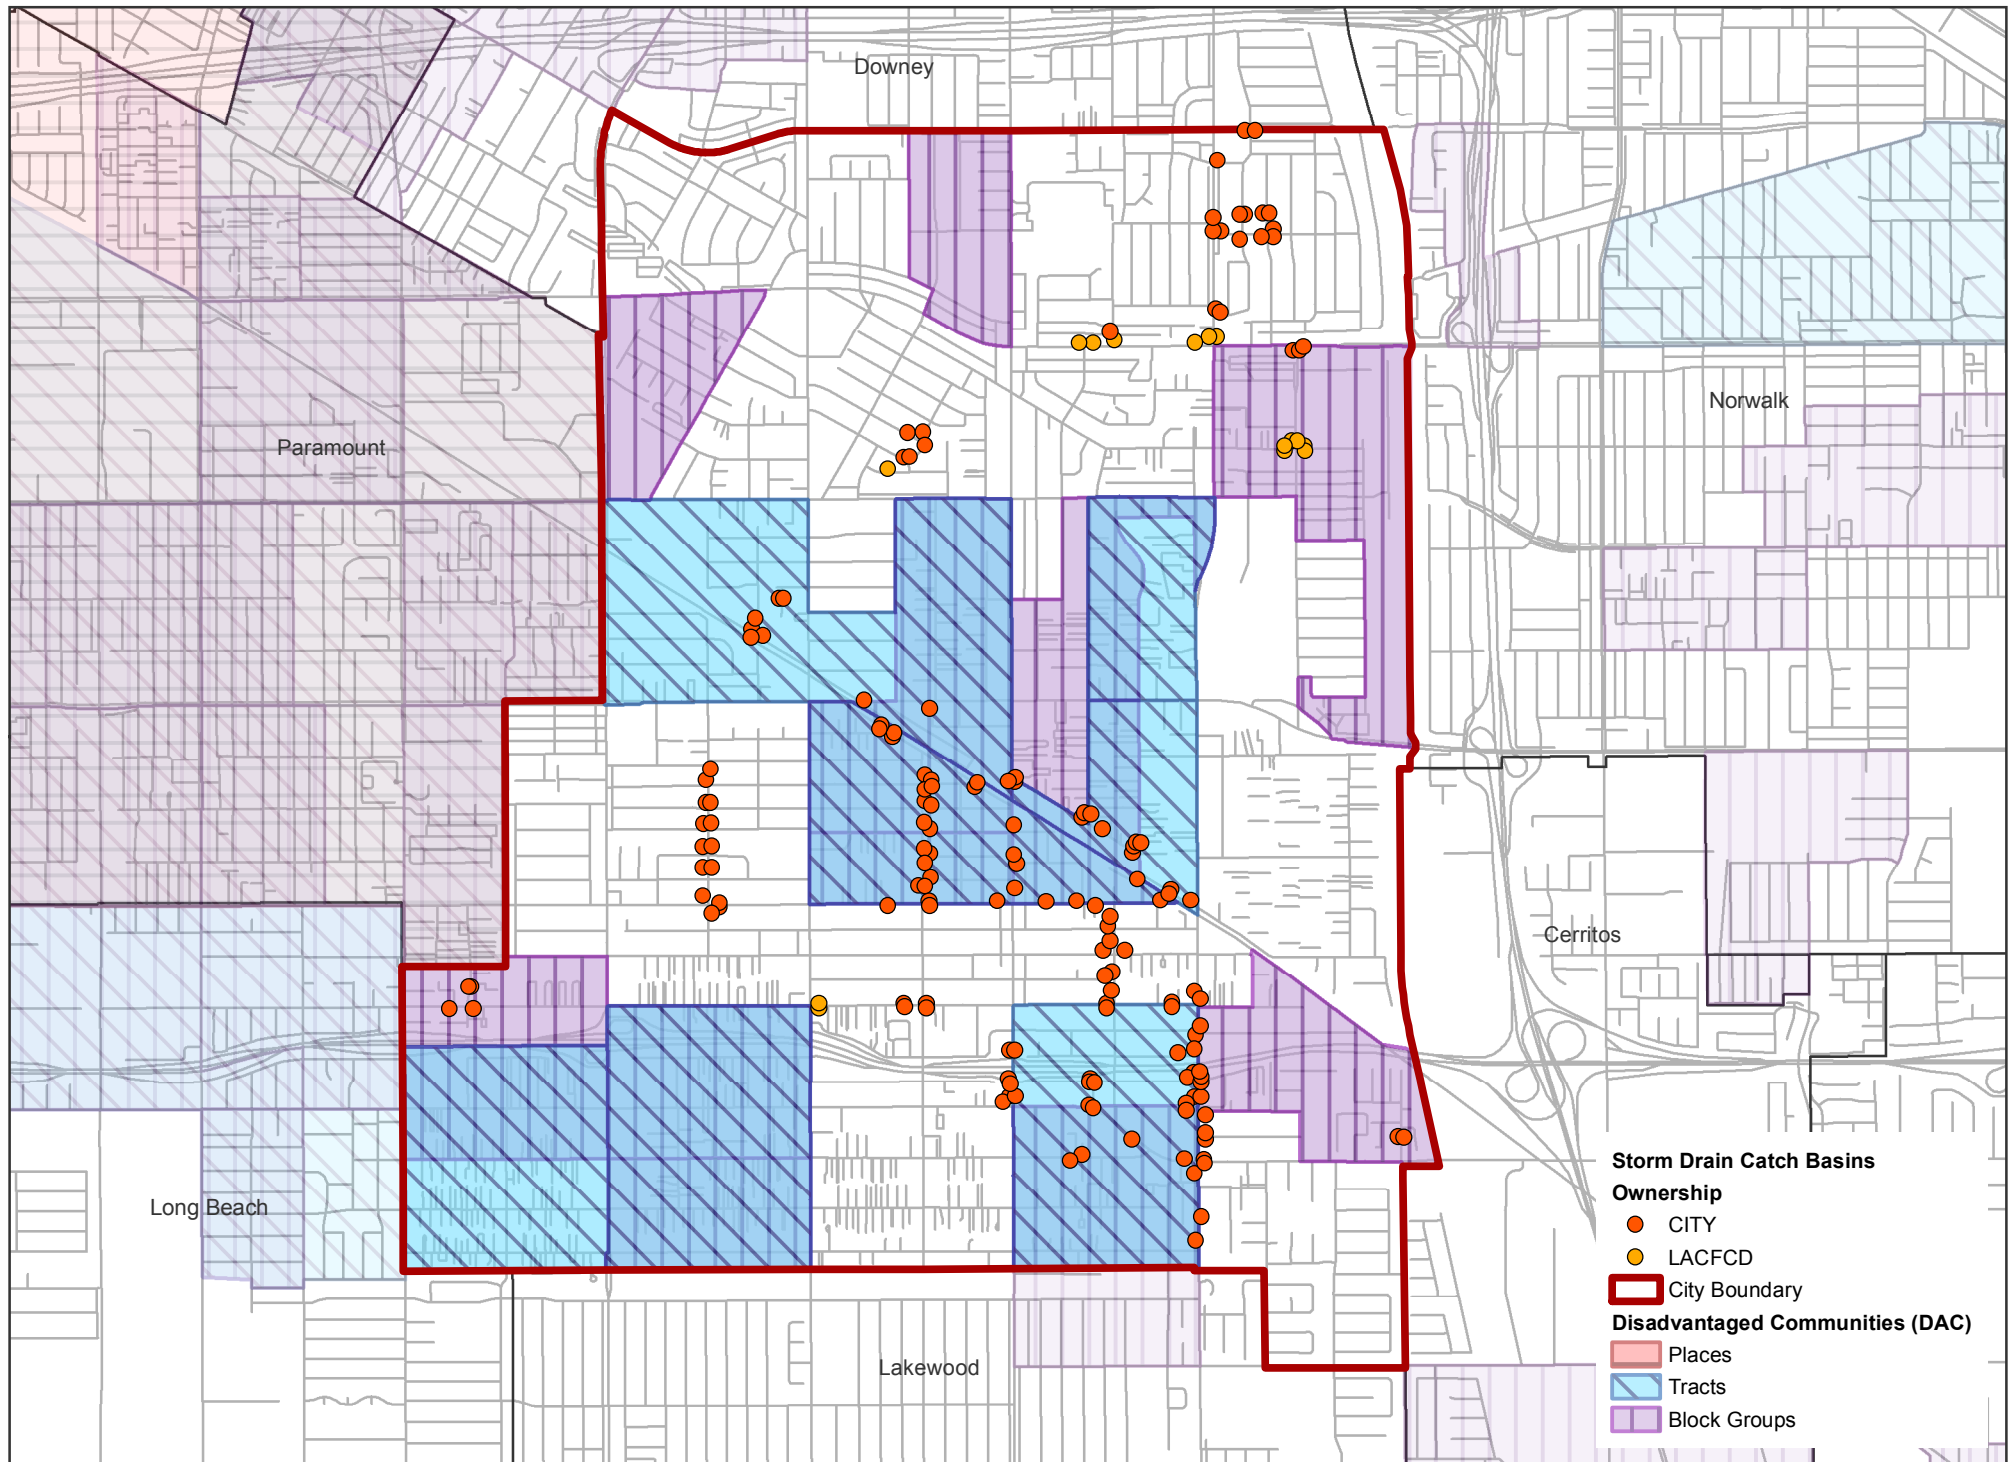 Downey
Norwalk
Paramount
Cerritos
Long Beach
Lakewood
Storm Drain Catch Basins
Ownership
CITY
LACFCD
City Boundary
Disadvantaged Communities (DAC)
Places
Tracts
Block Groups